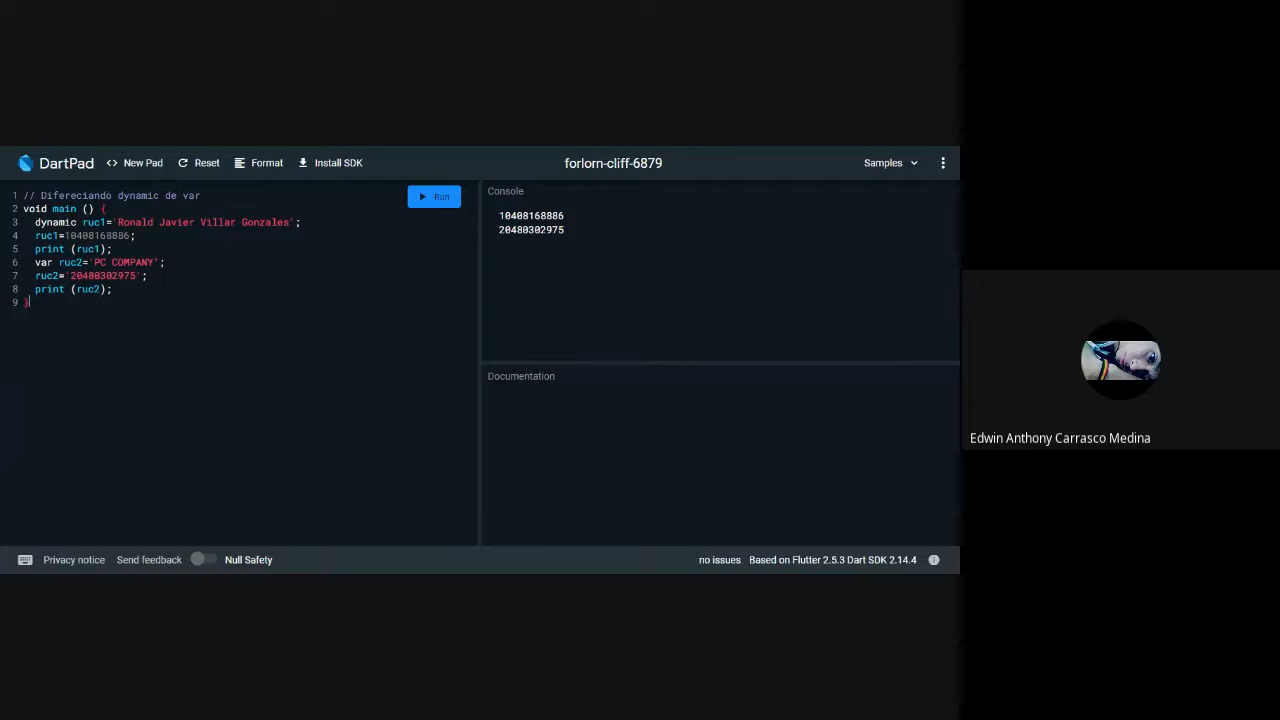 DartPad <> New Pad Reset Format Install SDK forlorn-cliff-6879 Samples
1 // Difereciando dynamic de var
2 void main () {
3 dynamic ruc1='Ronald Javier Villar Gonzales';
4 ruc1=10408168886;
5 print (ruc1);
6 var ruc2='PC COMPANY';
7 ruc2='20480302975';
8 print (ruc2);
9 }
Run
Console
10408168886
20480302975
Documentation
Edwin Anthony Carrasco Medina
Privacy notice Send feedback Null Safety no issues Based on Flutter 2.5.3 Dart SDK 2.14.4